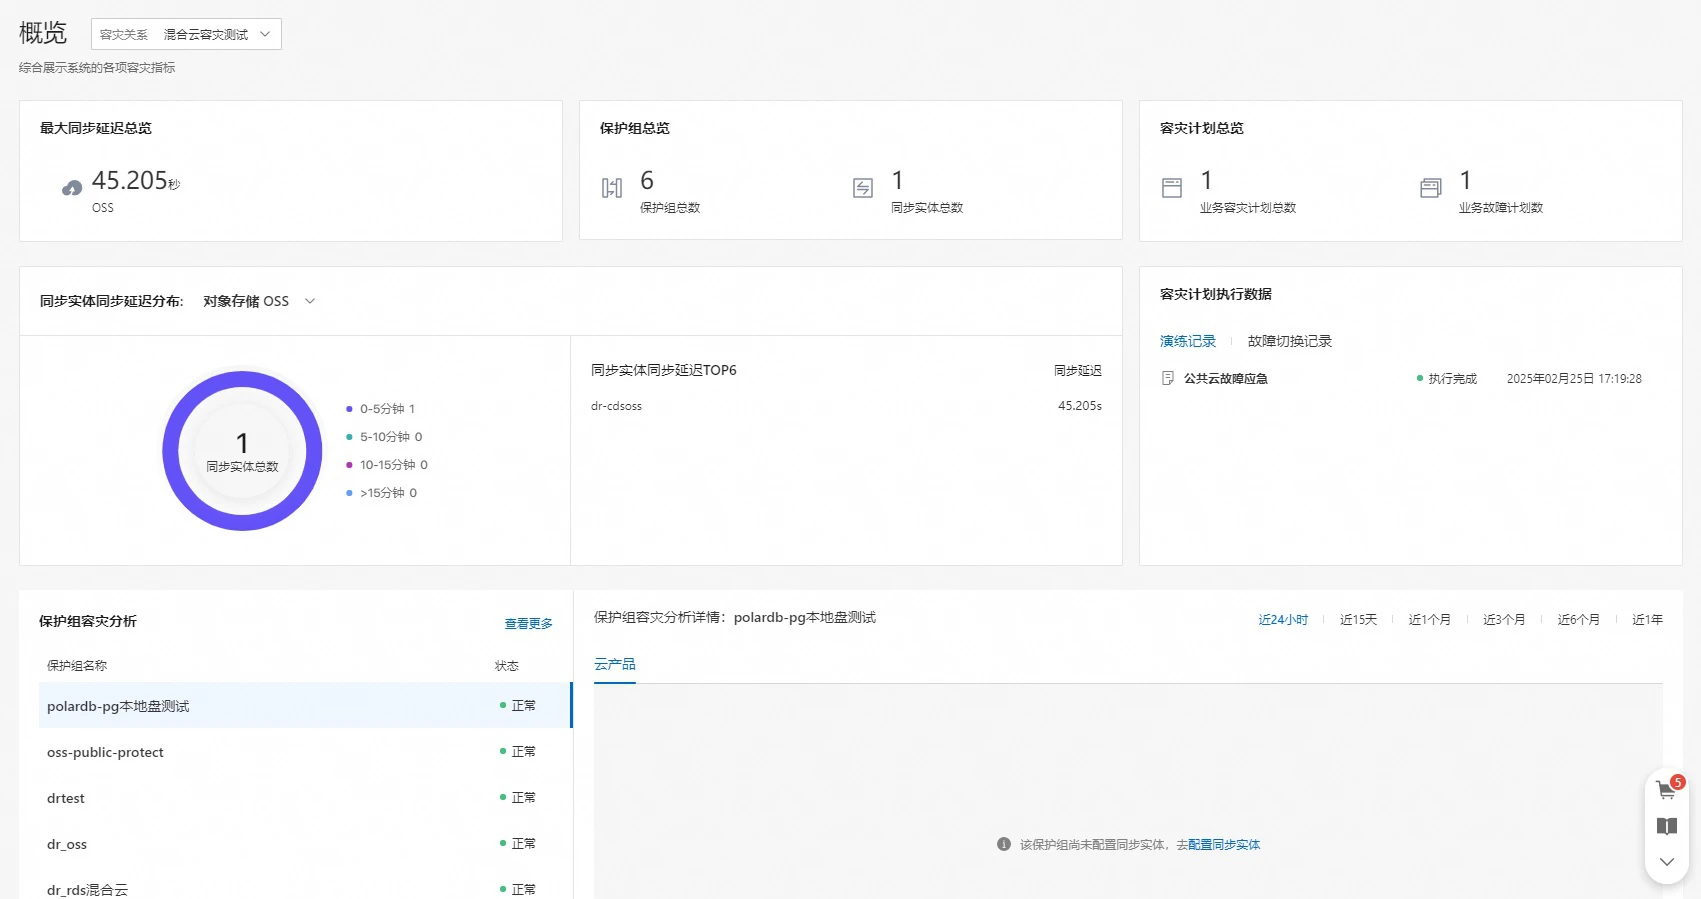 概览
容灾关系 混合云容灾测试
综合展示系统的各项容灾指标
最大同步延迟总览
45.205秒
OSS
保护组总览
6
保护组总数
1
同步实体总数
容灾计划总览
1
业务容灾计划总数
1
业务故障计划数
同步实体同步延迟分布: 对象存储 OSS
1
同步实体总数
0-5分钟 1
5-10分钟 0
10-15分钟 0
>15分钟 0
同步实体同步延迟TOP6 同步延迟
dr-cdsoss 45.205s
容灾计划执行数据
演练记录 故障切换记录
公共云故障应急 执行完成 2025年02月25日 17:19:28
保护组容灾分析 查看更多
保护组名称 状态
polardb-pg本地盘测试 正常
oss-public-protect 正常
drtest 正常
dr_oss 正常
dr_rds混合云 正常
保护组容灾分析详情：polardb-pg本地盘测试
近24小时 近15天 近1个月 近3个月 近6个月 近1年
云产品
该保护组尚未配置同步实体，去配置同步实体
5